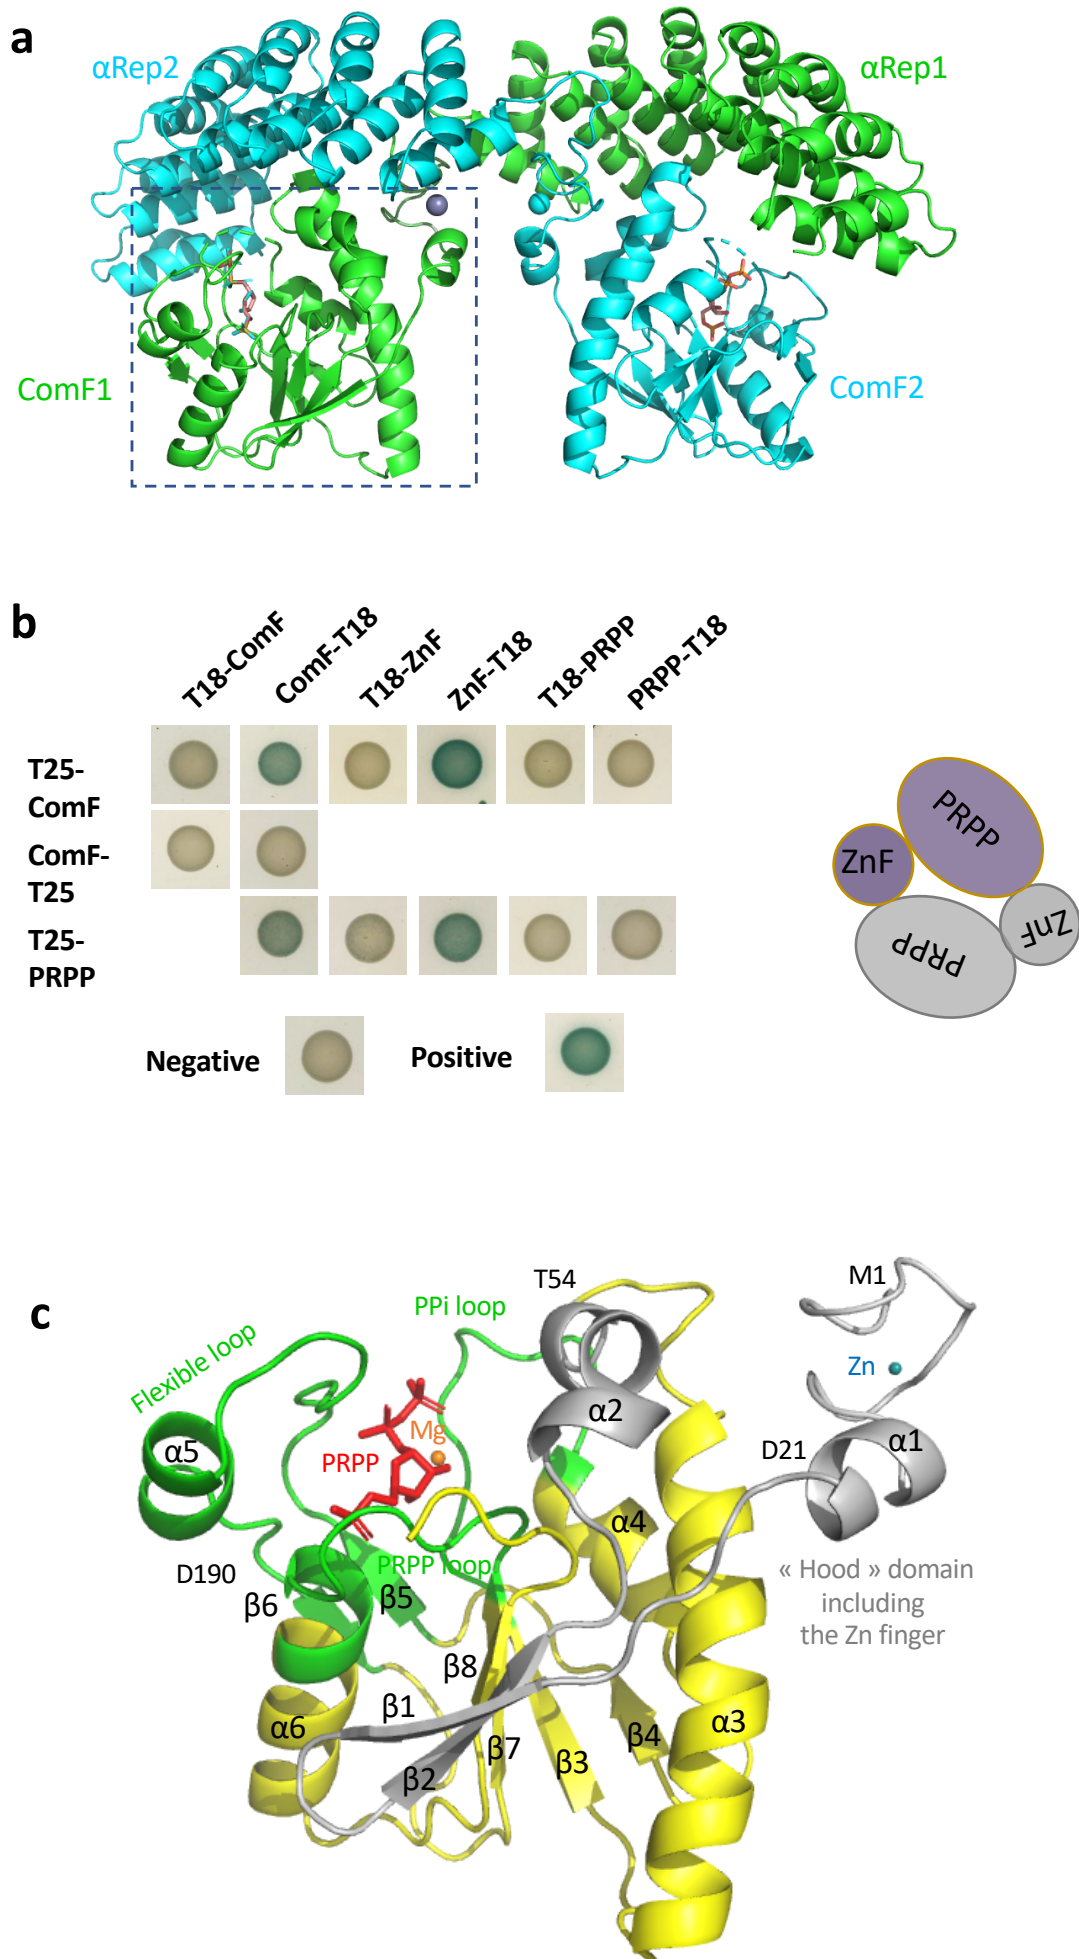 a
αRep2
αRep1
ComF1
ComF2
b
T18-ComF
ComF-T18
T18-ZnF
ZnF-T18
T18-PRPP
PRPP-T18
T25-
ComF
ComF-
T25
T25-
PRPP
Negative
Positive
PRPP
ZnF
ZnF
PRPP
c
T54
M1
PPi loop
Flexible loop
Zn
α2
α5
Mg
α1
D21
PRPP
α4
PRPP loop
D190
β5
β6
« Hood » domain
including
the Zn finger
β8
β1
α6
β7
β4
α3
β3
β2